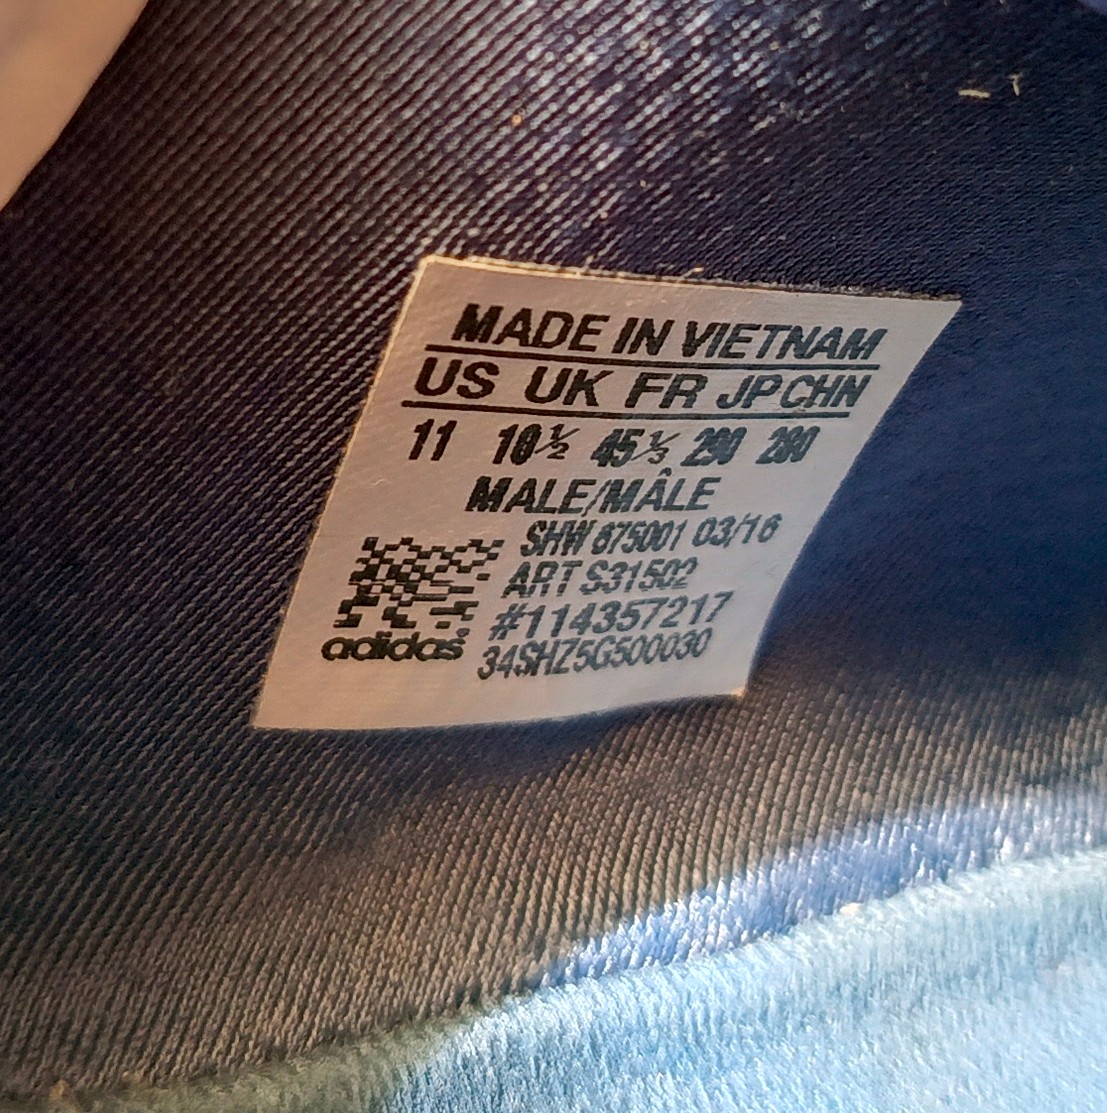 MADE IN VIETNAM
US UK FR JP CHN
11 10½ 45⅓ 290 280
MALE/MÂLE
SHW 675001 03/16
ART S31502
#114357217
34SHZ5G500030
adidas®